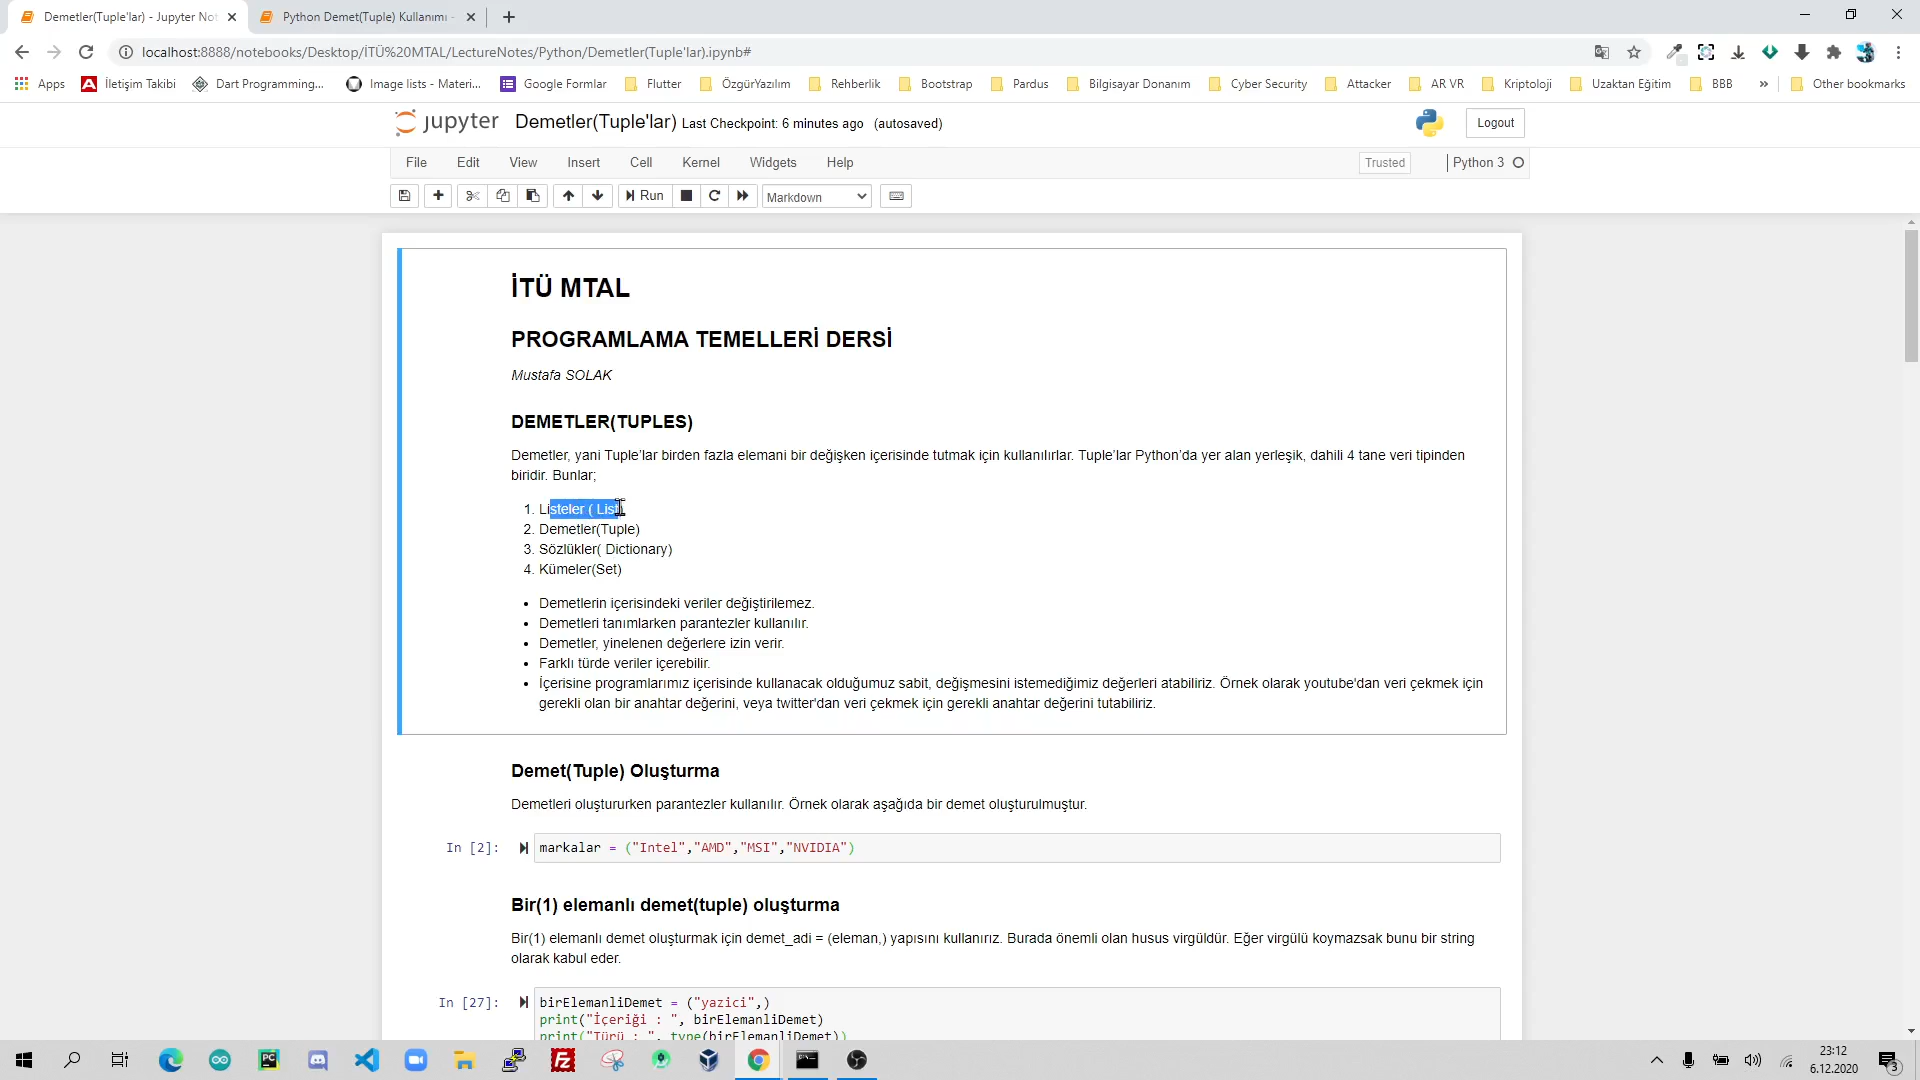 Demetler(Tuple'lar) - Jupyter Not
Python Demet(Tuple) Kullanımı -
localhost:8888/notebooks/Desktop/İTÜ%20MTAL/LectureNotes/Python/Demetler(Tuple'lar).ipynb#
Apps
İletişim Takibi
Dart Programming...
Image lists - Materi...
Google Formlar
Flutter
ÖzgürYazılım
Rehberlik
Bootstrap
Pardus
Bilgisayar Donanım
Cyber Security
Attacker
AR VR
Kriptoloji
Uzaktan Eğitim
BBB
»
Other bookmarks
jupyter Demetler(Tuple'lar) Last Checkpoint: 6 minutes ago (autosaved)
Logout
File Edit View Insert Cell Kernel Widgets Help
Trusted
Python 3
Run
Markdown
İTÜ MTAL
PROGRAMLAMA TEMELLERİ DERSİ
Mustafa SOLAK
DEMETLER(TUPLES)
Demetler, yani Tuple’lar birden fazla elemani bir değişken içerisinde tutmak için kullanılırlar. Tuple’lar Python’da yer alan yerleşik, dahili 4 tane veri tipinden
biridir. Bunlar;
1. Listeler ( List)
2. Demetler(Tuple)
3. Sözlükler( Dictionary)
4. Kümeler(Set)
• Demetlerin içerisindeki veriler değiştirilemez.
• Demetleri tanımlarken parantezler kullanılır.
• Demetler, yinelenen değerlere izin verir.
• Farklı türde veriler içerebilir.
• İçerisine programlarımız içerisinde kullanacak olduğumuz sabit, değişmesini istemediğimiz değerleri atabiliriz. Örnek olarak youtube'dan veri çekmek için
gerekli olan bir anahtar değerini, veya twitter'dan veri çekmek için gerekli anahtar değerini tutabiliriz.
Demet(Tuple) Oluşturma
Demetleri oluştururken parantezler kullanılır. Örnek olarak aşağıda bir demet oluşturulmuştur.
In [2]: markalar = ("Intel","AMD","MSI","NVIDIA")
Bir(1) elemanlı demet(tuple) oluşturma
Bir(1) elemanlı demet oluşturmak için demet_adi = (eleman,) yapısını kullanırız. Burada önemli olan husus virgüldür. Eğer virgülü koymazsak bunu bir string
olarak kabul eder.
In [27]: birElemanliDemet = ("yazici",)
print("İçeriği : ", birElemanliDemet)
print("Türü : ", type(birElemanliDemet))
23:12
6.12.2020
3